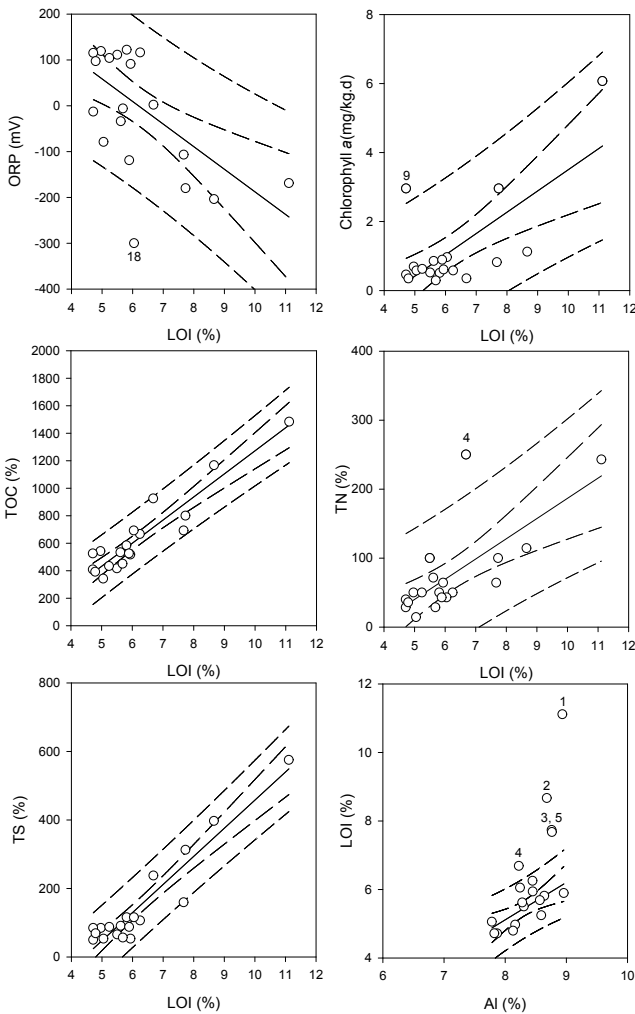 200
100
0
-100
-200
-300
-400
ORP (mV)
18
4 5 6 7 8 9 10 11 12
LOI (%)
8
6
4
2
0
Chlorophyll a(mg/kg.d)
9
4 5 6 7 8 9 10 11 12
LOI (%)
2000
1800
1600
1400
1200
1000
800
600
400
200
0
TOC (%)
4 5 6 7 8 9 10 11 12
LOI (%)
400
300
200
100
0
TN (%)
4
4 5 6 7 8 9 10 11 12
LOI (%)
800
600
400
200
0
TS (%)
4 5 6 7 8 9 10 11 12
LOI (%)
12
10
8
6
4
LOI (%)
1
2
3, 5
4
7 8 9 10
Al (%)